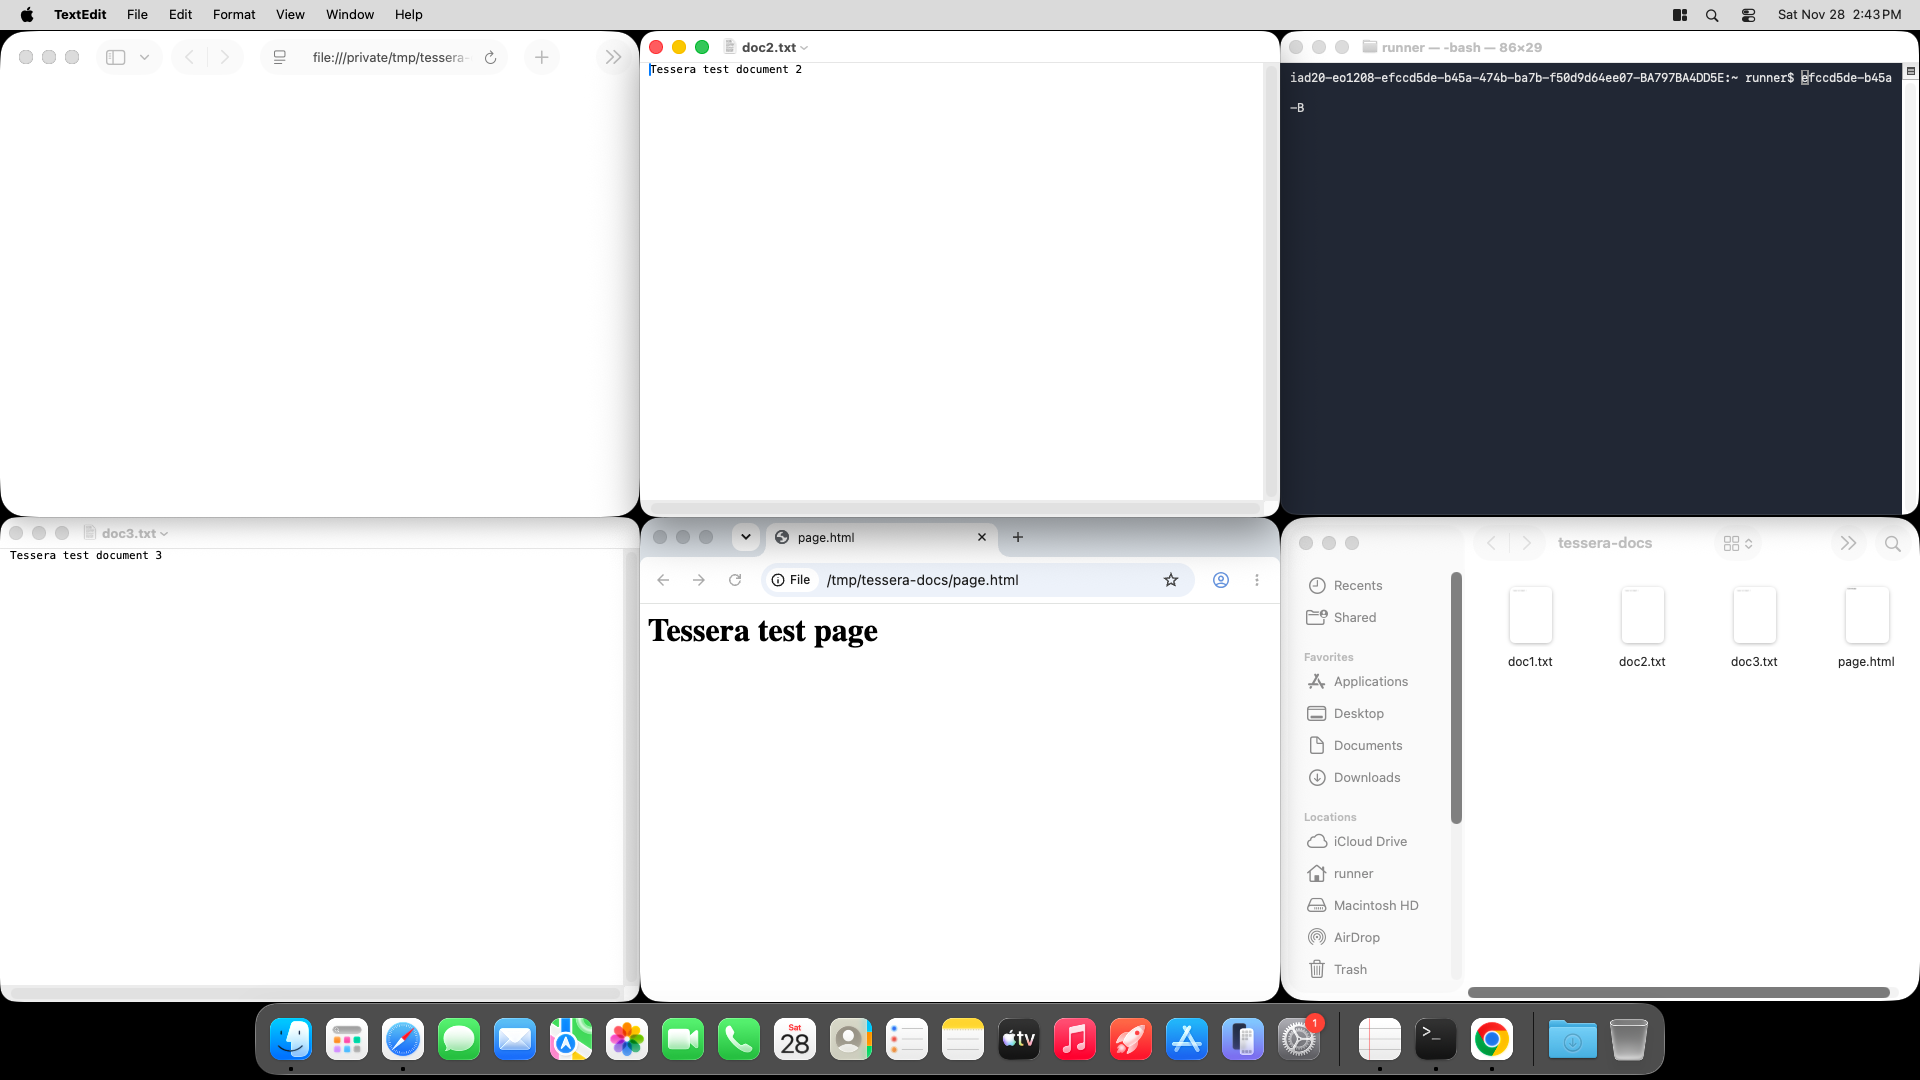 TextEdit File Edit Format View Window Help Sat Nov 28 2:43 PM
file:///private/tmp/tessera-
doc2.txt
Tessera test document 2
runner — -bash — 86×29
iad20-eo1208-efccd5de-b45a-474b-ba7b-f50d9d64ee07-BA797BA4DD5E:~ runner$ efccd5de-b45a
-B
doc3.txt
Tessera test document 3
page.html
File /tmp/tessera-docs/page.html
Tessera test page
tessera-docs
Recents
Shared
Favorites
Applications
Desktop
Documents
Downloads
Locations
iCloud Drive
runner
Macintosh HD
AirDrop
Trash
doc1.txt doc2.txt doc3.txt page.html
Sat
28
tv
1
>_